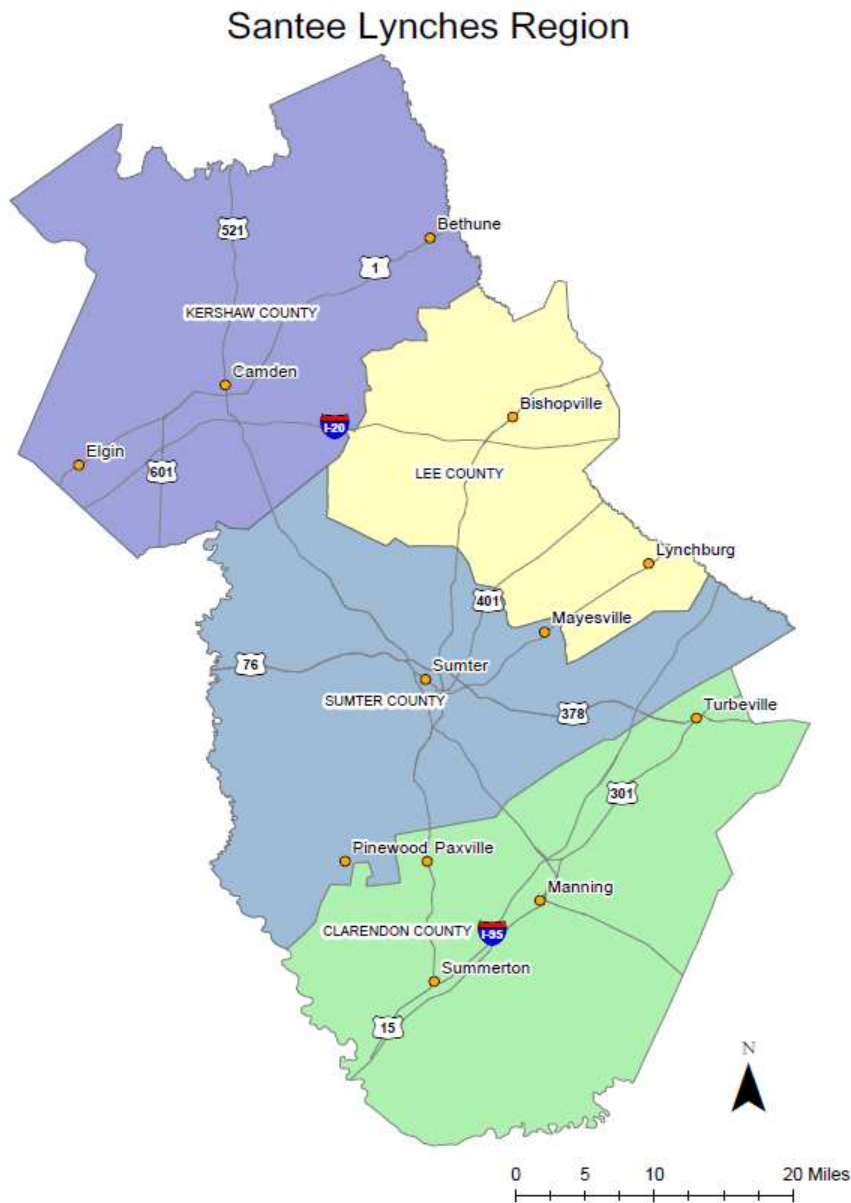 Santee Lynches Region
Bethune
521
1
KERSHAW COUNTY
Camden
Bishopville
I-20
Elgin
601
LEE COUNTY
Lynchburg
401
Mayesville
76
Sumter
SUMTER COUNTY
378
Turbeville
301
Pinewood Paxville
Manning
CLARENDON COUNTY
I-95
Summerton
15
N
0 5 10 20 Miles